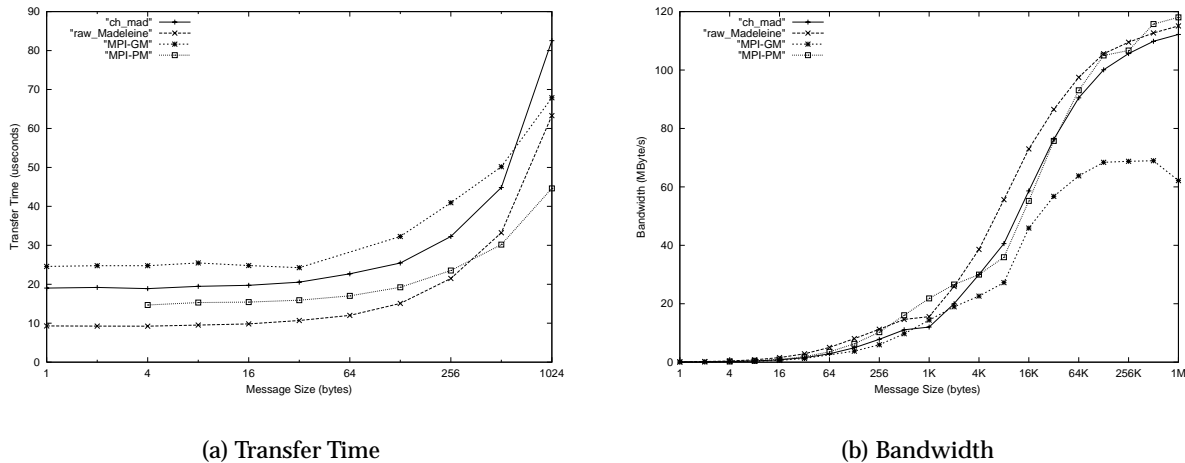 "ch_mad"
"raw_Madeleine"
"MPI-GM"
"MPI-PM"
90
80
70
60
50
40
30
20
10
0
Transfer Time (useconds)
1 4 16 64 256 1024
Message Size (bytes)
(a) Transfer Time
"ch_mad"
"raw_Madeleine"
"MPI-GM"
"MPI-PM"
120
100
80
60
40
20
0
Bandwidth (MByte/s)
1 4 16 64 256 1K 4K 16K 64K 256K 1M
Message Size (bytes)
(b) Bandwidth